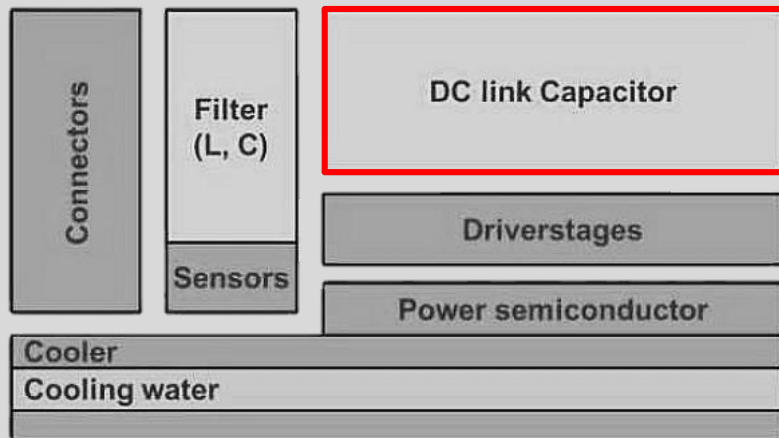 Connectors
Filter
(L, C)
Sensors
DC link Capacitor
Driverstages
Power semiconductor
Cooler
Cooling water